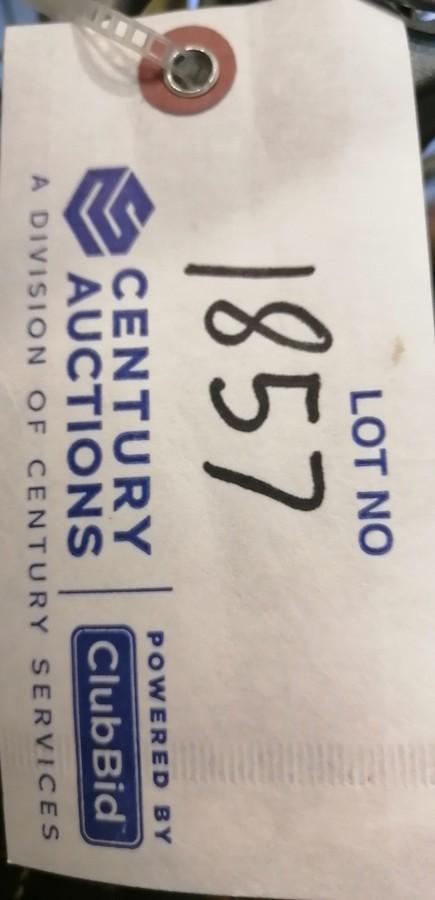 LOT NO
1857
CENTURY
AUCTIONS
A DIVISION OF CENTURY SERVICES
POWERED BY
ClubBid